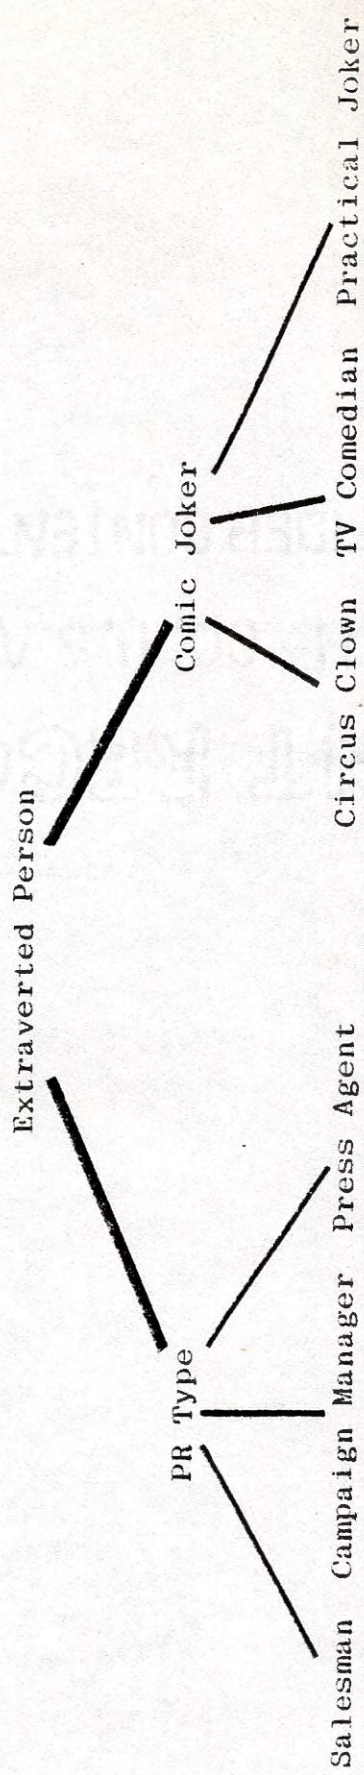 Extraverted Person
PR Type Comic Joker
Salesman Campaign Manager Press Agent Circus Clown TV Comedian Practical Joker